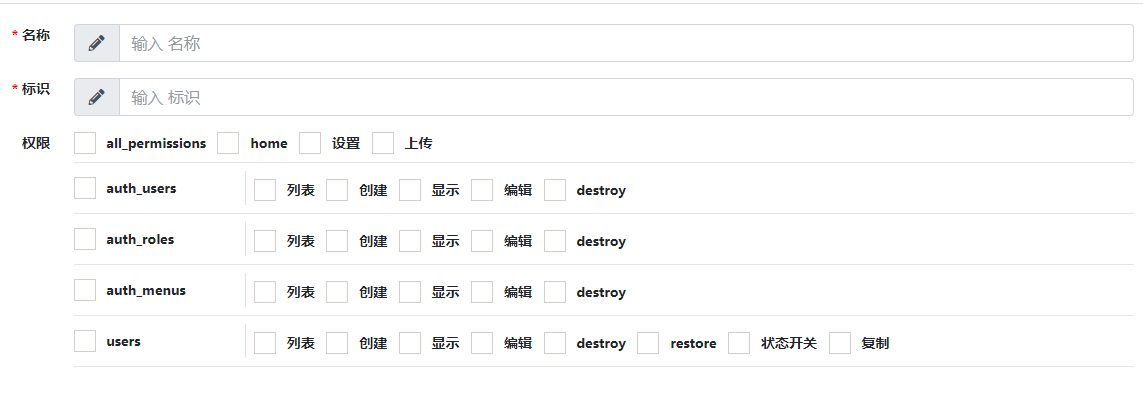 * 名称 输入 名称
* 标识 输入 标识
权限 all_permissions home 设置 上传
auth_users 列表 创建 显示 编辑 destroy
auth_roles 列表 创建 显示 编辑 destroy
auth_menus 列表 创建 显示 编辑 destroy
users 列表 创建 显示 编辑 destroy restore 状态开关 复制